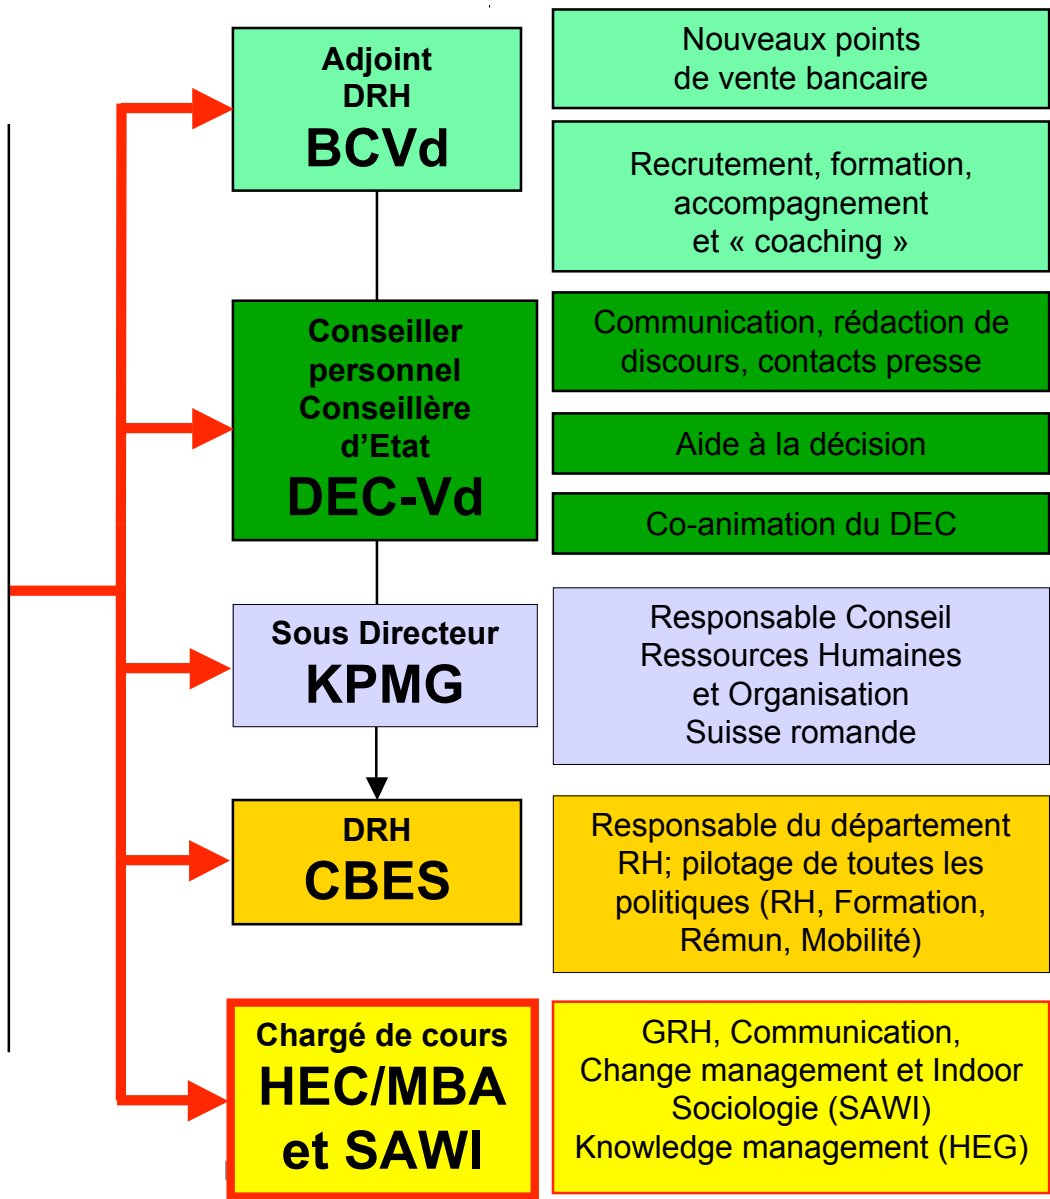 Adjoint
DRH
BCVd
Nouveaux points
de vente bancaire
Recrutement, formation,
accompagnement
et « coaching »
Conseiller
personnel
Conseillère
d’Etat
DEC-Vd
Communication, rédaction de
discours, contacts presse
Aide à la décision
Co-animation du DEC
Sous Directeur
KPMG
Responsable Conseil
Ressources Humaines
et Organisation
Suisse romande
DRH
CBES
Responsable du département
RH; pilotage de toutes les
politiques (RH, Formation,
Rémun, Mobilité)
Chargé de cours
HEC/MBA
et SAWI
GRH, Communication,
Change management et Indoor
Sociologie (SAWI)
Knowledge management (HEG)